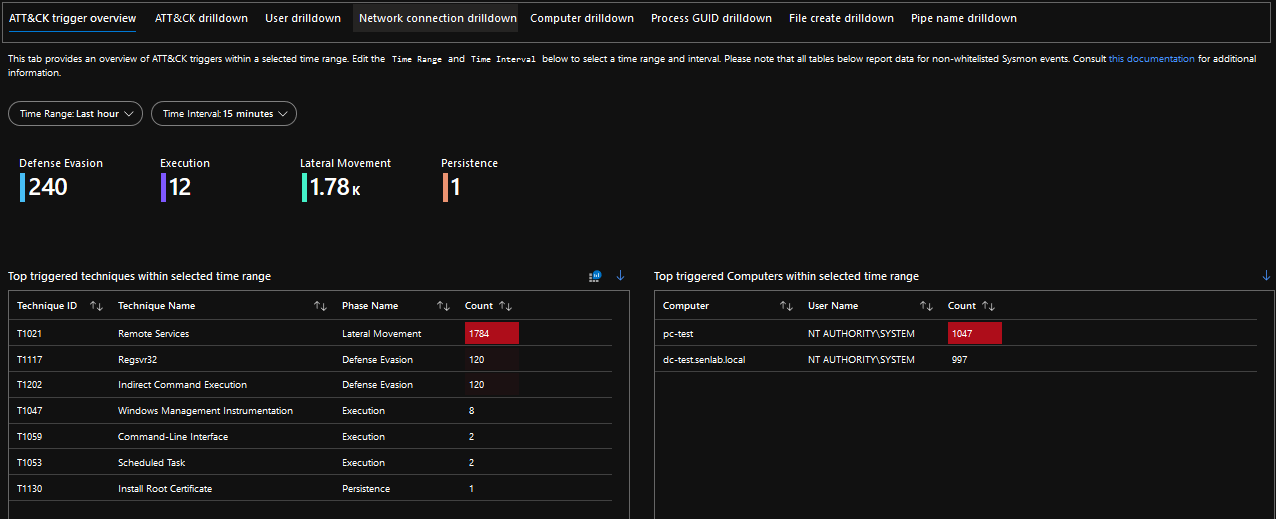 ATT&CK trigger overview ATT&CK drilldown User drilldown Network connection drilldown Computer drilldown Process GUID drilldown File create drilldown Pipe name drilldown
This tab provides an overview of ATT&CK triggers within a selected time range. Edit the Time Range and Time Interval below to select a time range and interval. Please note that all tables below report data for non-whitelisted Sysmon events. Consult this documentation for additional
information.
Time Range: Last hour Time Interval: 15 minutes
Defense Evasion Execution Lateral Movement Persistence
240 12 1.78 K 1
Top triggered techniques within selected time range
Technique ID Technique Name Phase Name Count
T1021 Remote Services Lateral Movement 1784
T1117 Regsvr32 Defense Evasion 120
T1202 Indirect Command Execution Defense Evasion 120
T1047 Windows Management Instrumentation Execution 8
T1059 Command-Line Interface Execution 2
T1053 Scheduled Task Execution 2
T1130 Install Root Certificate Persistence 1
Top triggered Computers within selected time range
Computer User Name Count
pc-test NT AUTHORITY\SYSTEM 1047
dc-test.senlab.local NT AUTHORITY\SYSTEM 997